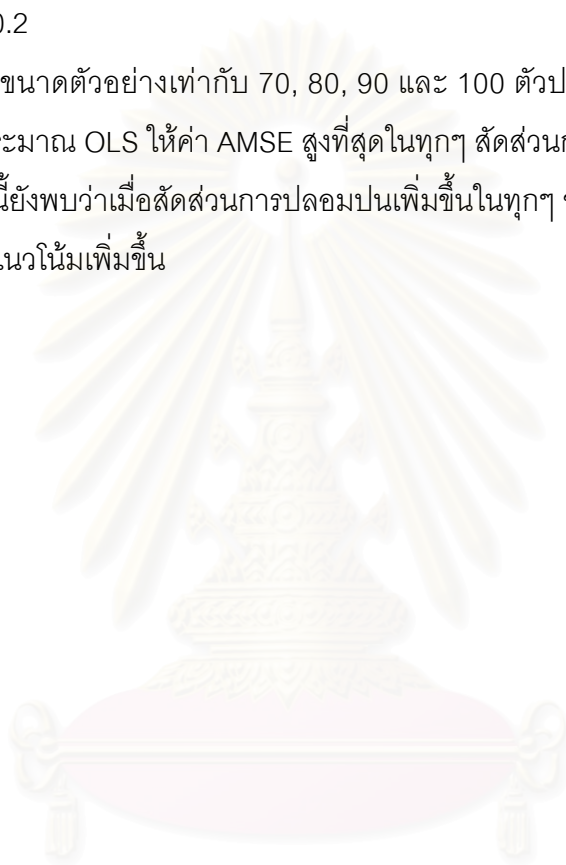 0.2
ขนาดตัวอย่างเท่ากับ 70, 80, 90 และ 100 ตัวป
ะมาณ OLS ให้ค่า AMSE สูงที่สุดในทุกๆ สัดส่วนก
นี้ยังพบว่าเมื่อสัดส่วนการปลอมปนเพิ่มขึ้นในทุกๆ
แนวโน้มเพิ่มขึ้น